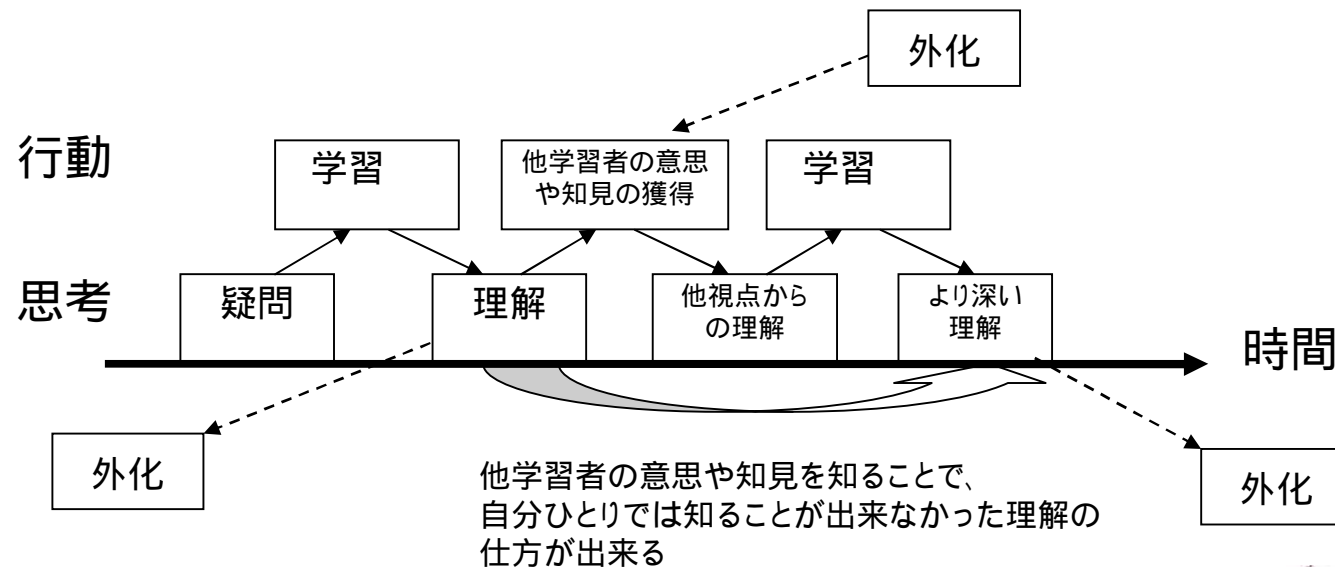 外化
行動
学習
他学習者の意思
や知見の獲得
学習
思考
疑問
理解
他視点から
の理解
より深い
理解
時間
外化
外化
他学習者の意思や知見を知ることで、
自分ひとりでは知ることが出来なかった理解の
仕方が出来る